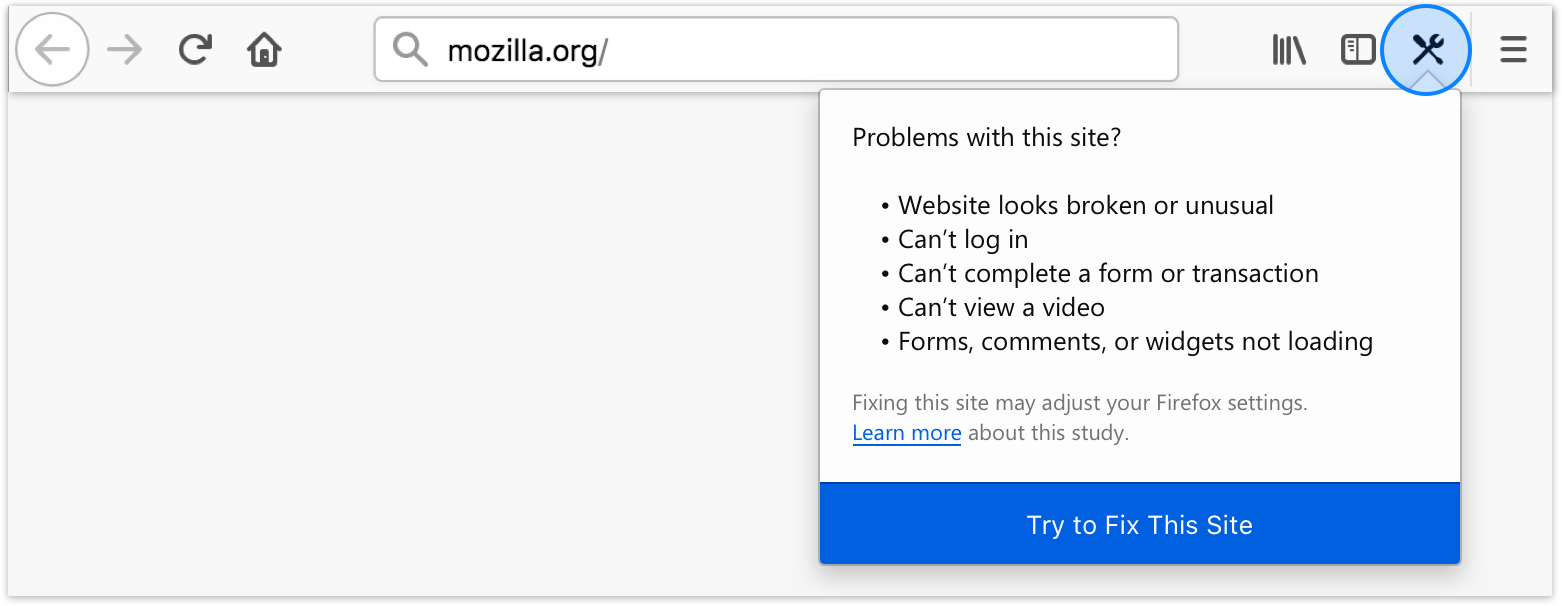 mozilla.org/
Problems with this site?
• Website looks broken or unusual
• Can’t log in
• Can’t complete a form or transaction
• Can’t view a video
• Forms, comments, or widgets not loading
Fixing this site may adjust your Firefox settings.
Learn more about this study.
Try to Fix This Site